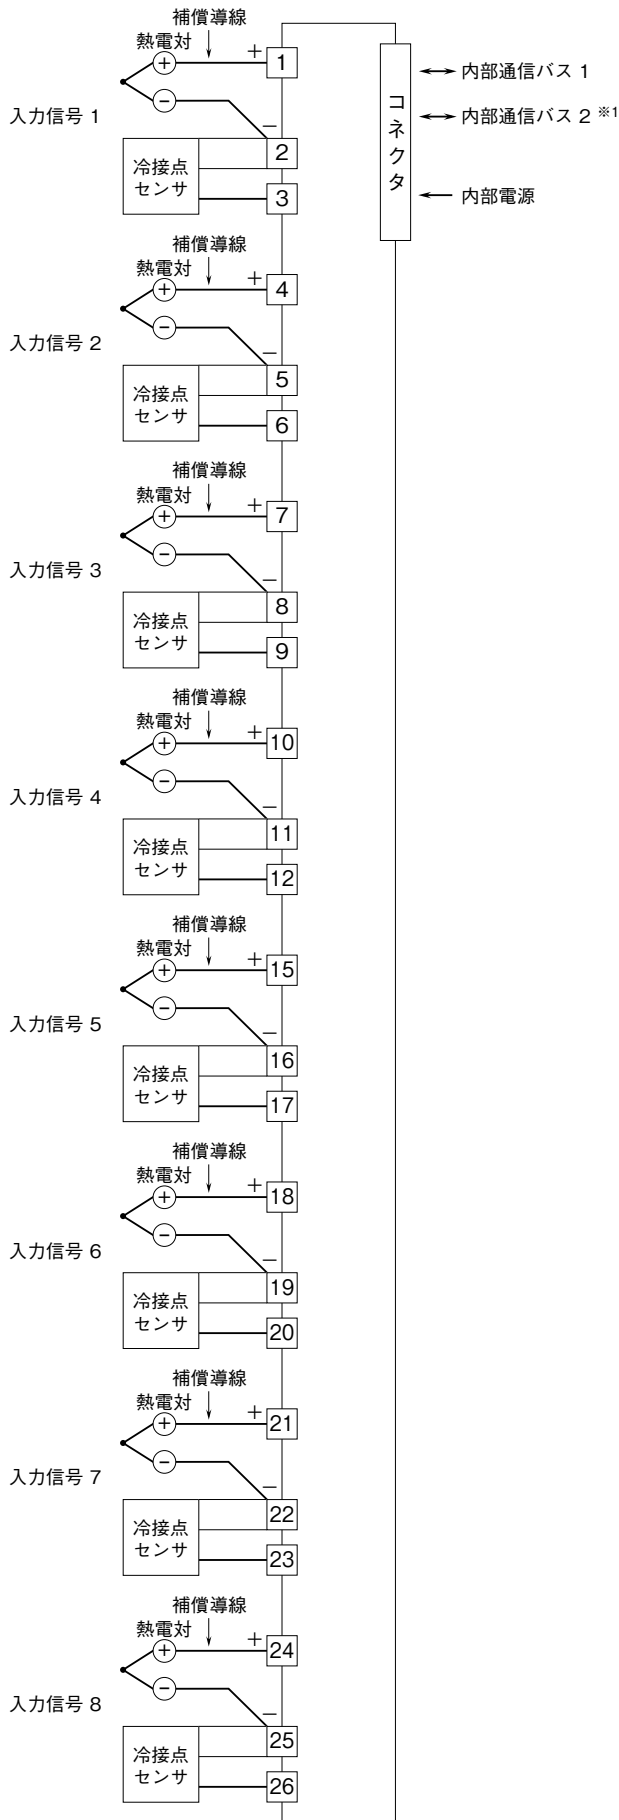 補償導線
熱電対
+
+
1
入力信号 1
−
−
2
冷接点
センサ
3
コネクタ
内部通信バス 1
内部通信バス 2 ※1
内部電源
補償導線
熱電対
+
+
4
入力信号 2
−
−
5
冷接点
センサ
6
補償導線
熱電対
+
+
7
入力信号 3
−
−
8
冷接点
センサ
9
補償導線
熱電対
+
+
10
入力信号 4
−
−
11
冷接点
センサ
12
補償導線
熱電対
+
+
15
入力信号 5
−
−
16
冷接点
センサ
17
補償導線
熱電対
+
+
18
入力信号 6
−
−
19
冷接点
センサ
20
補償導線
熱電対
+
+
21
入力信号 7
−
−
22
冷接点
センサ
23
補償導線
熱電対
+
+
24
入力信号 8
−
−
25
冷接点
センサ
26